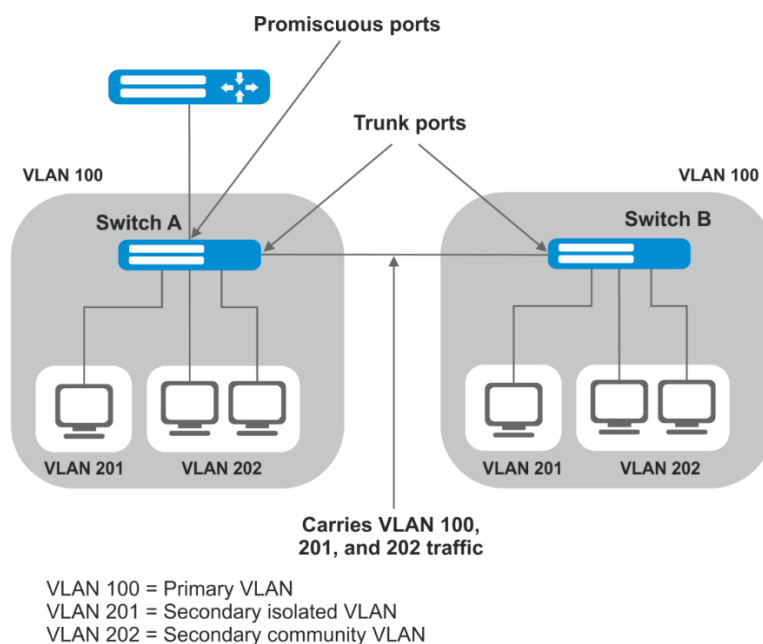 Promiscuous ports
Trunk ports
VLAN 100
VLAN 100
Switch A
Switch B
VLAN 201
VLAN 202
VLAN 201
VLAN 202
Carries VLAN 100,
201, and 202 traffic
VLAN 100 = Primary VLAN
VLAN 201 = Secondary isolated VLAN
VLAN 202 = Secondary community VLAN